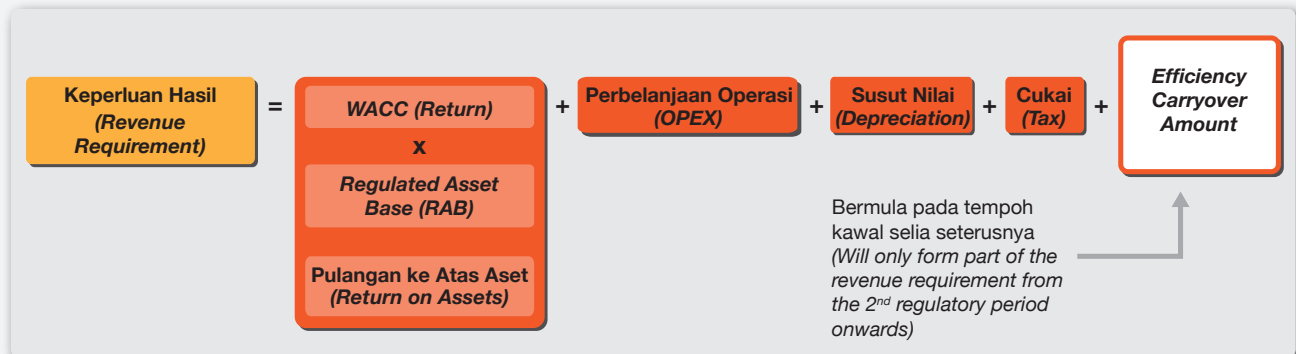 Keperluan Hasil
(Revenue
Requirement)
=
WACC (Return)
x
Regulated Asset
Base (RAB)
Pulangan ke Atas Aset
(Return on Assets)
+
Perbelanjaan Operasi
(OPEX)
+
Susut Nilai
(Depreciation)
+
Cukai
(Tax)
+
Efficiency
Carryover
Amount
Bermula pada tempoh
kawal selia seterusnya
(Will only form part of the
revenue requirement from
the 2nd regulatory period
onwards)